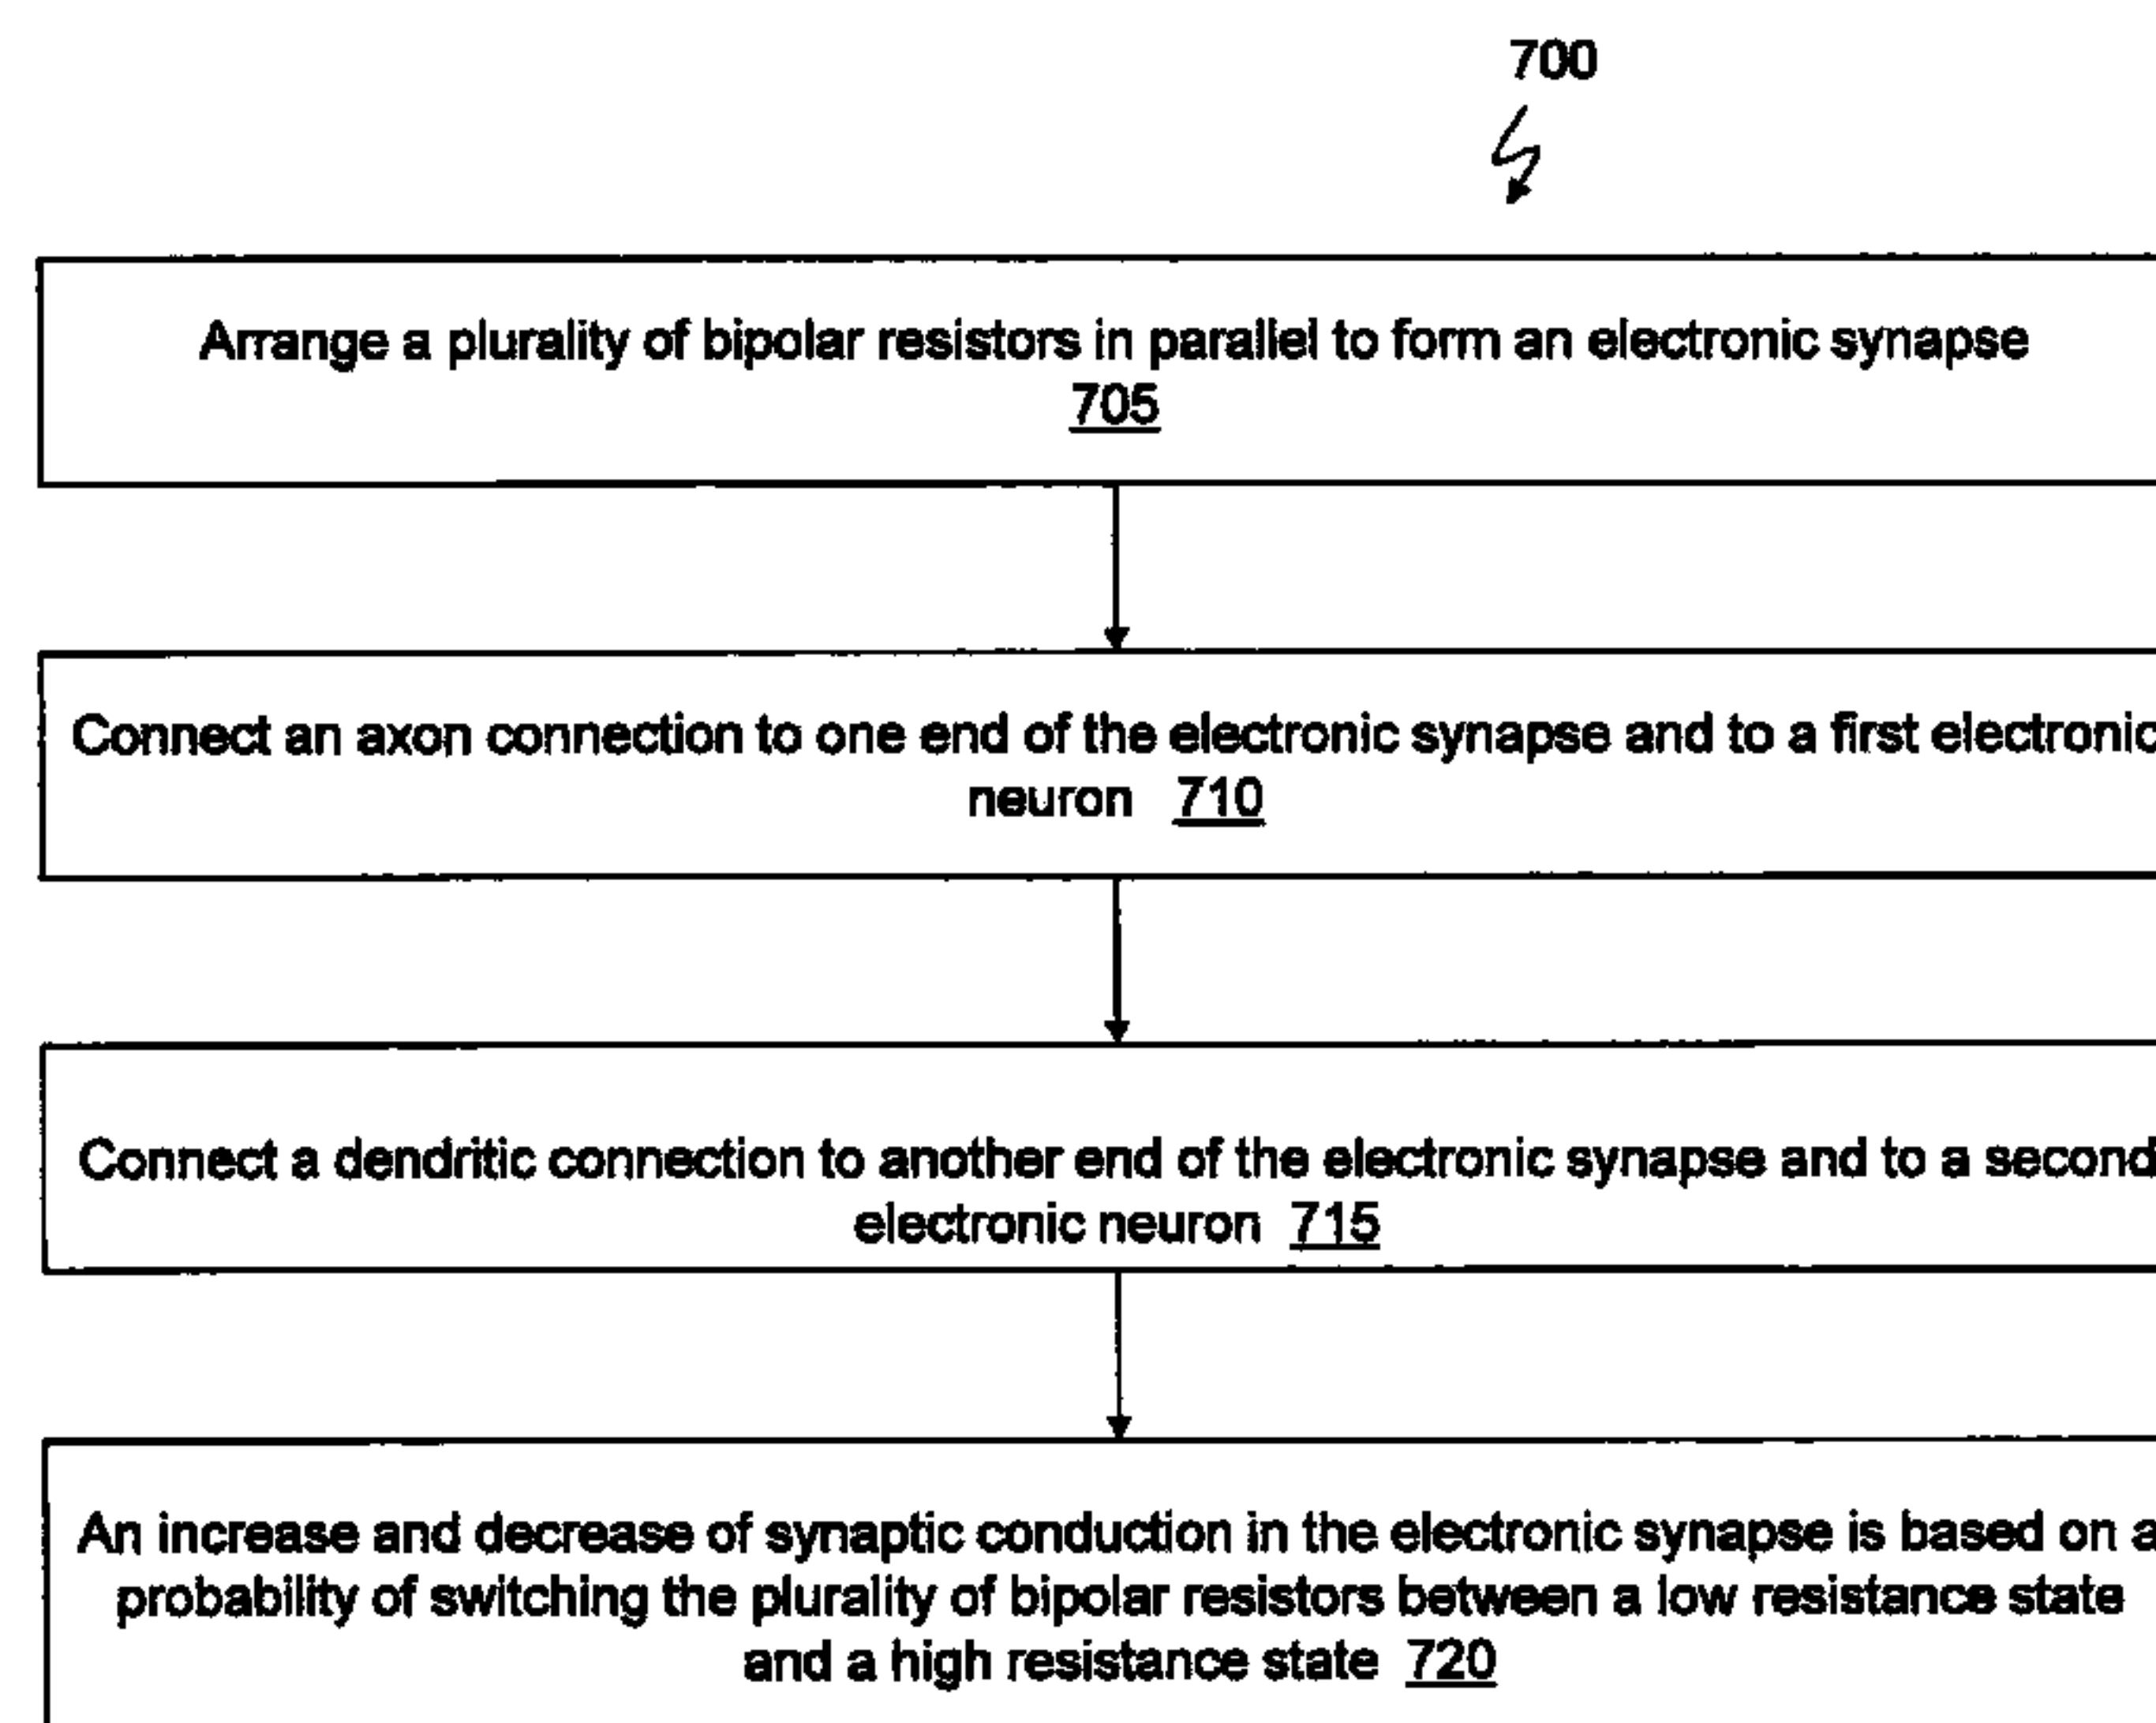 700
Arrange a plurality of bipolar resistors in parallel to form an electronic synapse
705
Connect an axon connection to one end of the electronic synapse and to a first electronic
neuron 710
Connect a dendritic connection to another end of the electronic synapse and to a second
electronic neuron 715
An increase and decrease of synaptic conduction in the electronic synapse is based on a
probability of switching the plurality of bipolar resistors between a low resistance state
and a high resistance state 720